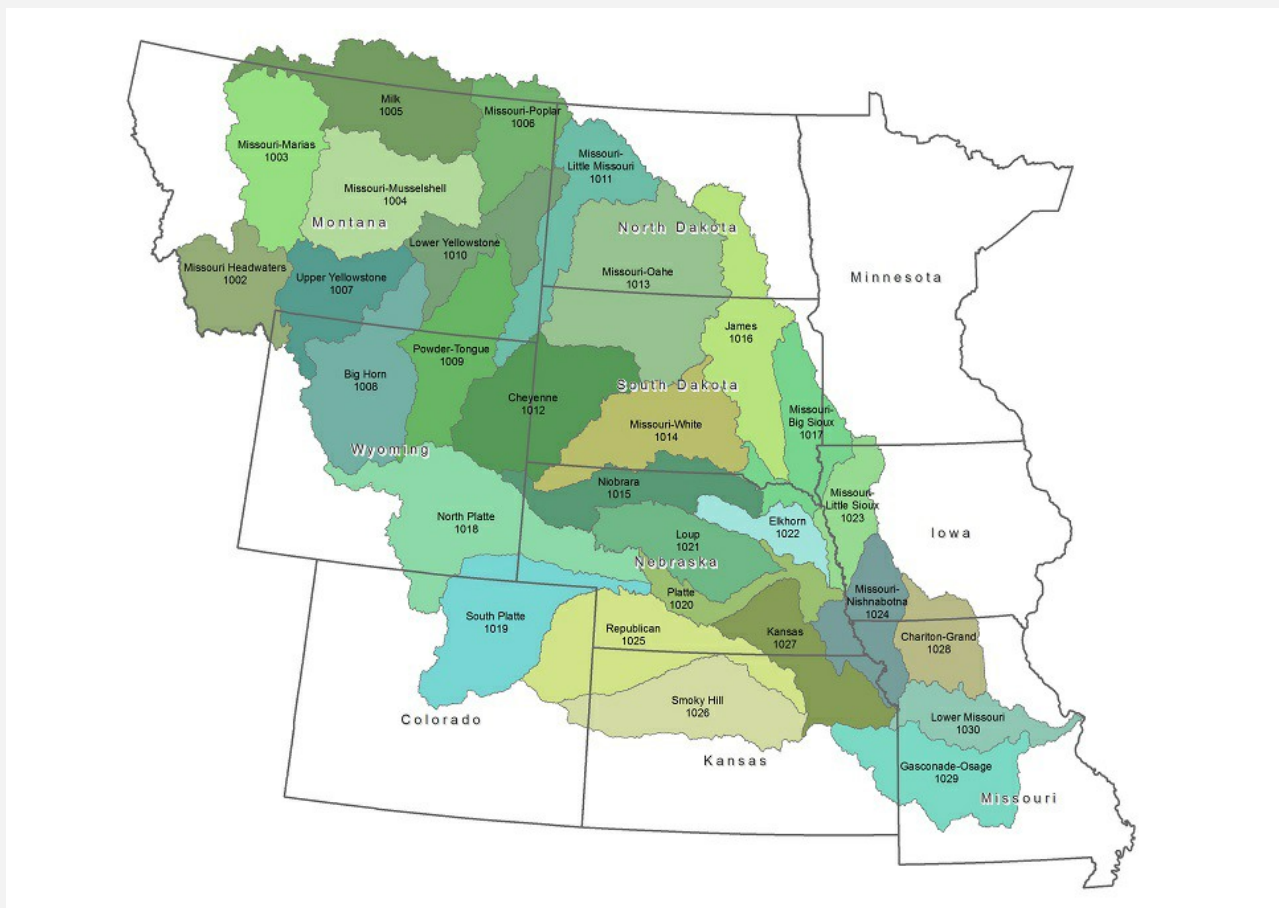 Milk
1005
Missouri-Poplar
1006
Missouri-Marias
1003
Missouri-
Little Missouri
1011
Missouri-Musselshell
1004
Montana
North Dakota
Lower Yellowstone
1010
Missouri Headwaters
1002
Upper Yellowstone
1007
Missouri-Oahe
1013
Minnesota
James
1016
Powder-Tongue
1009
Big Horn
1008
South Dakota
Cheyenne
1012
Missouri-
Big Sioux
1017
Missouri-White
1014
Wyoming
Niobrara
1015
Missouri-
Little Sioux
1023
North Platte
1018
Elkhorn
1022
Loup
1021
Iowa
Nebraska
Platte
1020
Missouri-
Nishnabotna
1024
South Platte
1019
Republican
1025
Kansas
1027
Chariton-Grand
1028
Smoky Hill
1026
Colorado
Lower Missouri
1030
Kansas
Gasconade-Osage
1029
Missouri